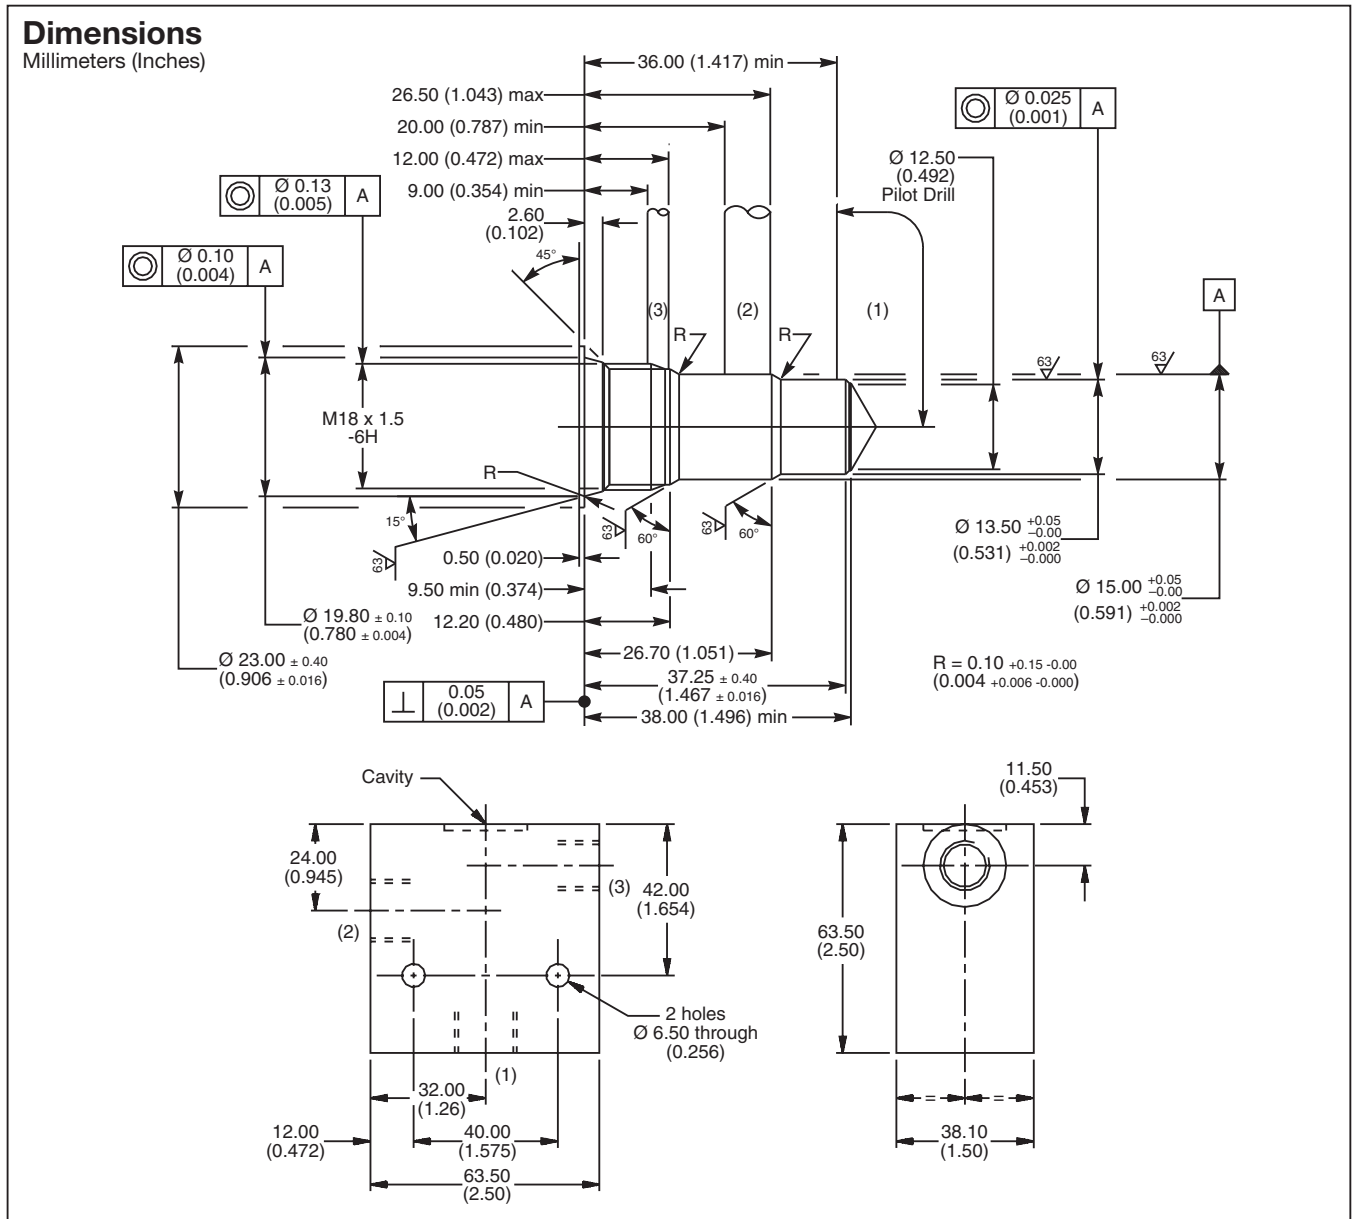 Dimensions
Millimeters (Inches)
36.00 (1.417) min
26.50 (1.043) max
20.00 (0.787) min
12.00 (0.472) max
9.00 (0.354) min
2.60
(0.102)
45°
Ø 0.025
(0.001)
A
Ø 12.50
(0.492)
Pilot Drill
Ø 0.13
(0.005)
A
Ø 0.10
(0.004)
A
A
(3)
(2)
(1)
R
R
63
63
M18 x 1.5
-6H
R
15°
63
63
60°
63
60°
0.50 (0.020)
9.50 min (0.374)
12.20 (0.480)
26.70 (1.051)
37.25 ± 0.40
(1.467 ± 0.016)
38.00 (1.496) min
Ø 13.50 +0.05 –0.00
(0.531) +0.002 –0.000
Ø 15.00 +0.05 –0.00
(0.591) +0.002 –0.000
Ø 19.80 ± 0.10
(0.780 ± 0.004)
Ø 23.00 ± 0.40
(0.906 ± 0.016)
R = 0.10 +0.15 -0.00
(0.004 +0.006 -0.000)
⊥
0.05
(0.002)
A
Cavity
24.00
(0.945)
(3)
42.00
(1.654)
(2)
2 holes
Ø 6.50 through
(0.256)
(1)
32.00
(1.26)
12.00
(0.472)
40.00
(1.575)
63.50
(2.50)
11.50
(0.453)
63.50
(2.50)
= =
38.10
(1.50)